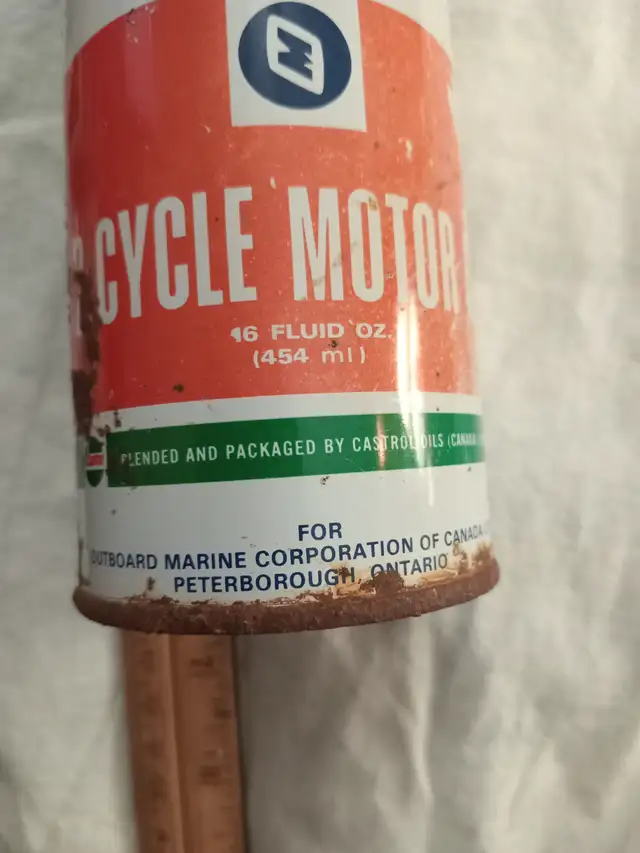 CYCLE MOTOR
16 FLUID OZ.
(454 ml)
BLENDED AND PACKAGED BY CASTROL OILS (CANADA)
FOR
OUTBOARD MARINE CORPORATION OF CANADA
PETERBOROUGH, ONTARIO